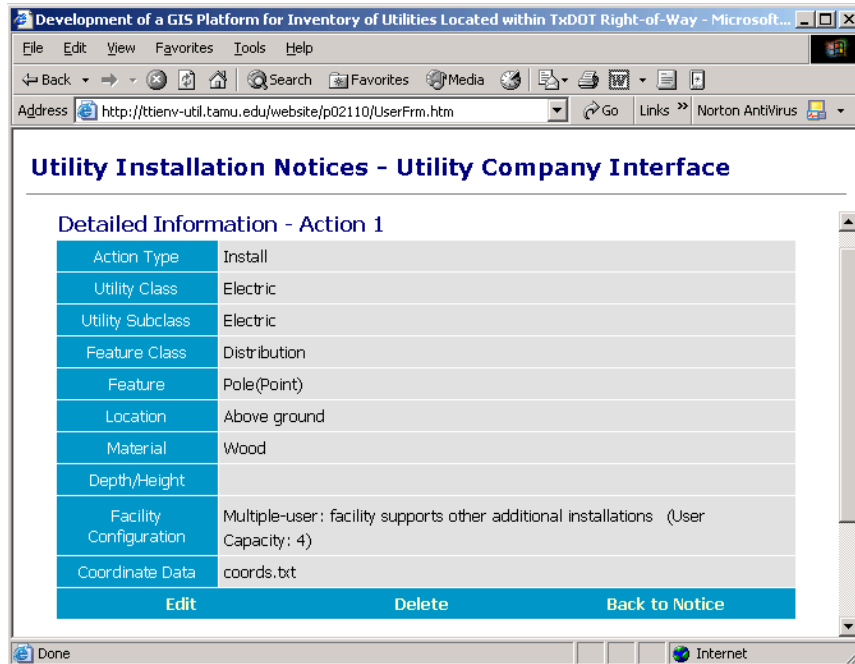 Development of a GIS Platform for Inventory of Utilities Located within TxDOT Right-of-Way - Microsoft...
File Edit View Favorites Tools Help
Back Search Favorites Media
Address http://ttienv-util.tamu.edu/website/p02110/UserFrm.htm Go Links » Norton AntiVirus
Utility Installation Notices - Utility Company Interface
Detailed Information - Action 1
Action Type Install
Utility Class Electric
Utility Subclass Electric
Feature Class Distribution
Feature Pole(Point)
Location Above ground
Material Wood
Depth/Height
Facility Configuration Multiple-user: facility supports other additional installations (User Capacity: 4)
Coordinate Data coords.txt
Edit Delete Back to Notice
Done Internet